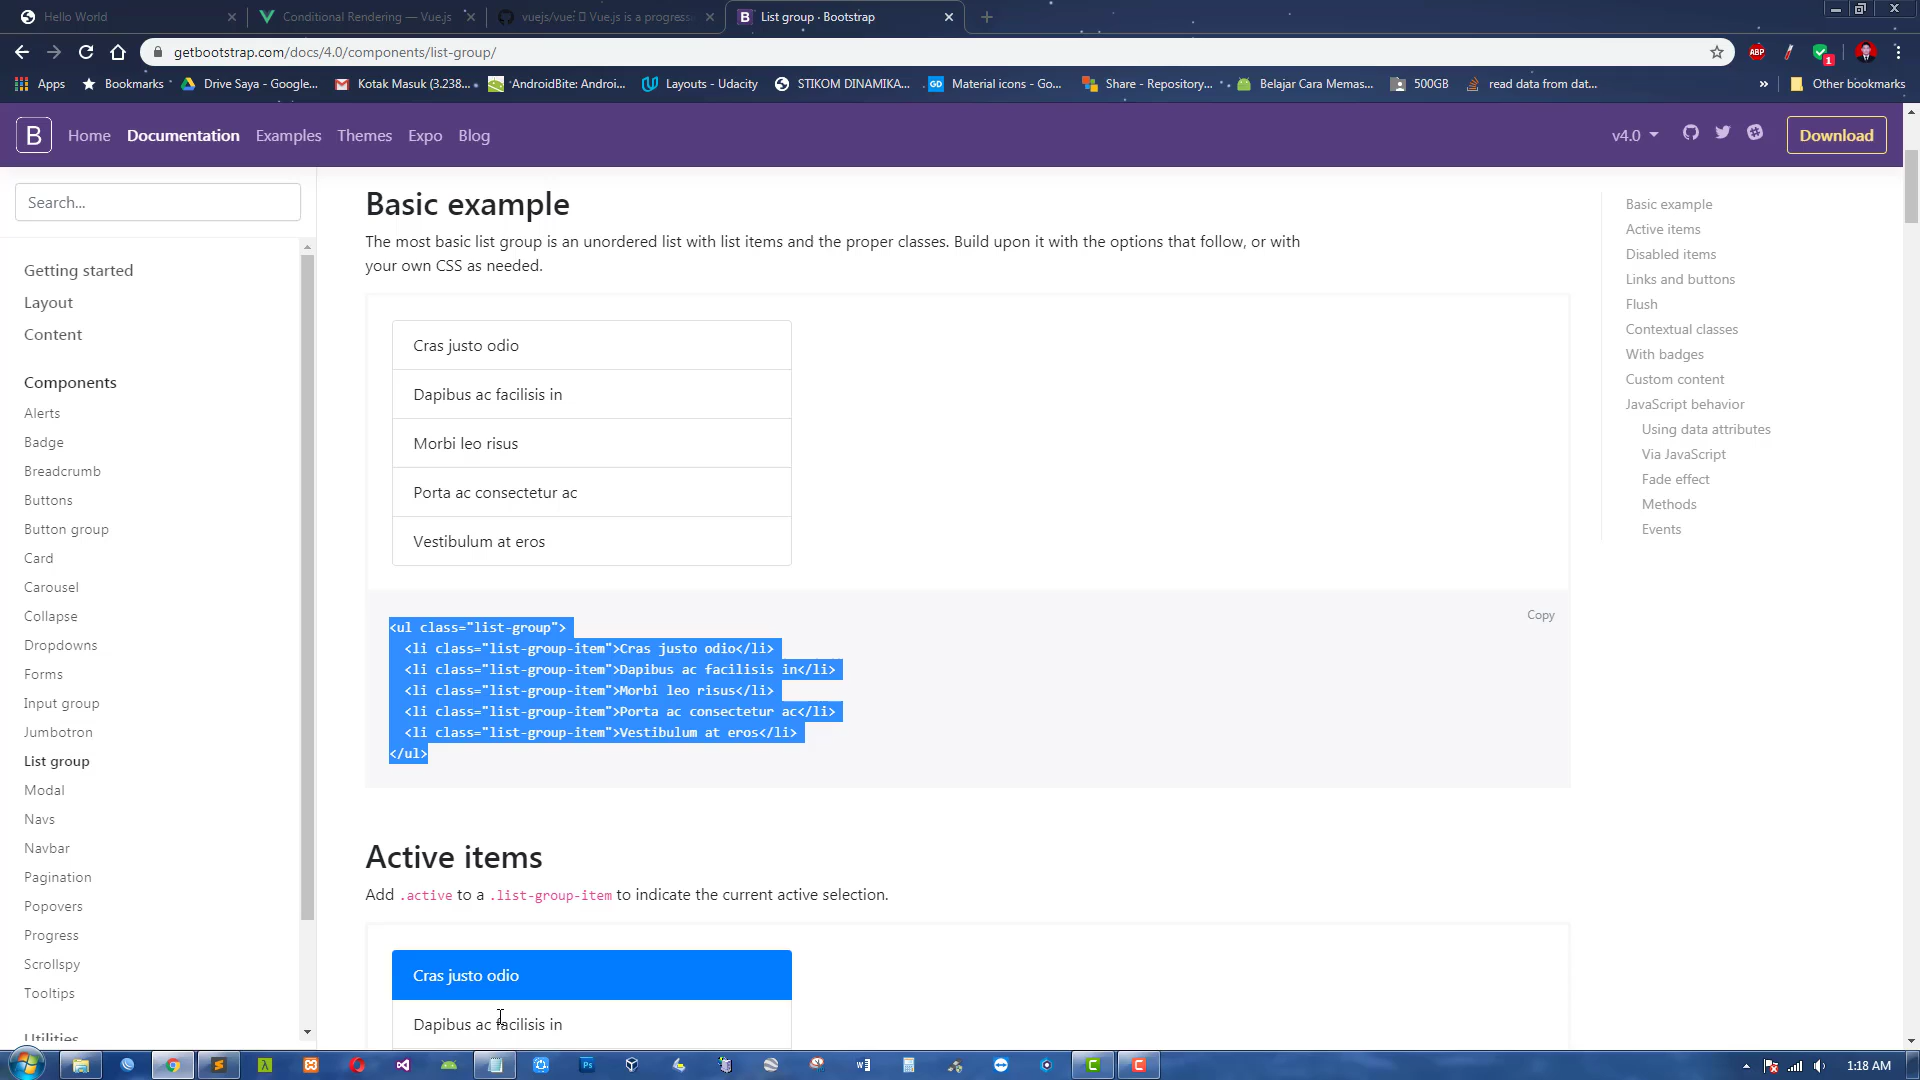 Hello World
Conditional Rendering — Vue.js
vuejs/vue: Vue.js is a progress
List group · Bootstrap
getbootstrap.com/docs/4.0/components/list-group/
ABP
1
Apps
Bookmarks
Drive Saya - Google...
Kotak Masuk (3.238...
'AndroidBite: Androi...
Layouts - Udacity
STIKOM DINAMIKA...
GD
Material icons - Go...
Share - Repository...
Belajar Cara Memas...
500GB
read data from dat...
»
Other bookmarks
B
Home
Documentation
Examples
Themes
Expo
Blog
v4.0
Download
Search...
Getting started
Layout
Content
Components
Alerts
Badge
Breadcrumb
Buttons
Button group
Card
Carousel
Collapse
Dropdowns
Forms
Input group
Jumbotron
List group
Modal
Navs
Navbar
Pagination
Popovers
Progress
Scrollspy
Tooltips
Utilities
Basic example
The most basic list group is an unordered list with list items and the proper classes. Build upon it with the options that follow, or with
your own CSS as needed.
Cras justo odio
Dapibus ac facilisis in
Morbi leo risus
Porta ac consectetur ac
Vestibulum at eros
Copy
<ul class="list-group">
<li class="list-group-item">Cras justo odio</li>
<li class="list-group-item">Dapibus ac facilisis in</li>
<li class="list-group-item">Morbi leo risus</li>
<li class="list-group-item">Porta ac consectetur ac</li>
<li class="list-group-item">Vestibulum at eros</li>
</ul>
Active items
Add .active to a .list-group-item to indicate the current active selection.
Cras justo odio
Dapibus ac facilisis in
Basic example
Active items
Disabled items
Links and buttons
Flush
Contextual classes
With badges
Custom content
JavaScript behavior
Using data attributes
Via JavaScript
Fade effect
Methods
Events
1:18 AM